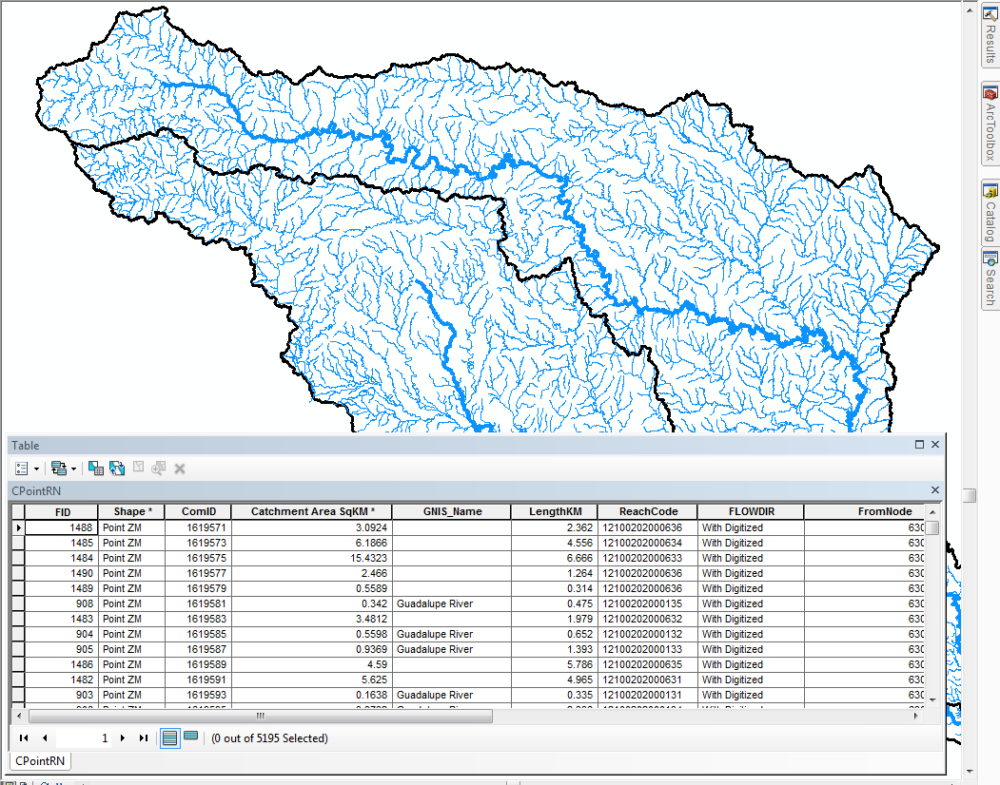 Results
ArcToolbox
Catalog
Search
Table
CPointRN
FID Shape * ComID Catchment Area SqKM * GNIS_Name LengthKM ReachCode FLOWDIR FromNode
1488 Point ZM 1619571 3.0924 2.362 12100202000636 With Digitized 630
1485 Point ZM 1619573 6.1866 4.556 12100202000634 With Digitized 630
1484 Point ZM 1619575 15.4323 6.666 12100202000633 With Digitized 630
1490 Point ZM 1619577 2.466 1.264 12100202000636 With Digitized 630
1489 Point ZM 1619579 0.5589 0.314 12100202000636 With Digitized 630
908 Point ZM 1619581 0.342 Guadalupe River 0.475 12100202000135 With Digitized 630
1483 Point ZM 1619583 3.4812 1.979 12100202000632 With Digitized 630
904 Point ZM 1619585 0.5598 Guadalupe River 0.652 12100202000132 With Digitized 630
905 Point ZM 1619587 0.9369 Guadalupe River 1.393 12100202000133 With Digitized 630
1486 Point ZM 1619589 4.59 5.786 12100202000635 With Digitized 630
1482 Point ZM 1619591 5.625 4.965 12100202000631 With Digitized 630
903 Point ZM 1619593 0.1638 Guadalupe River 0.335 12100202000131 With Digitized 630
1
(0 out of 5195 Selected)
CPointRN